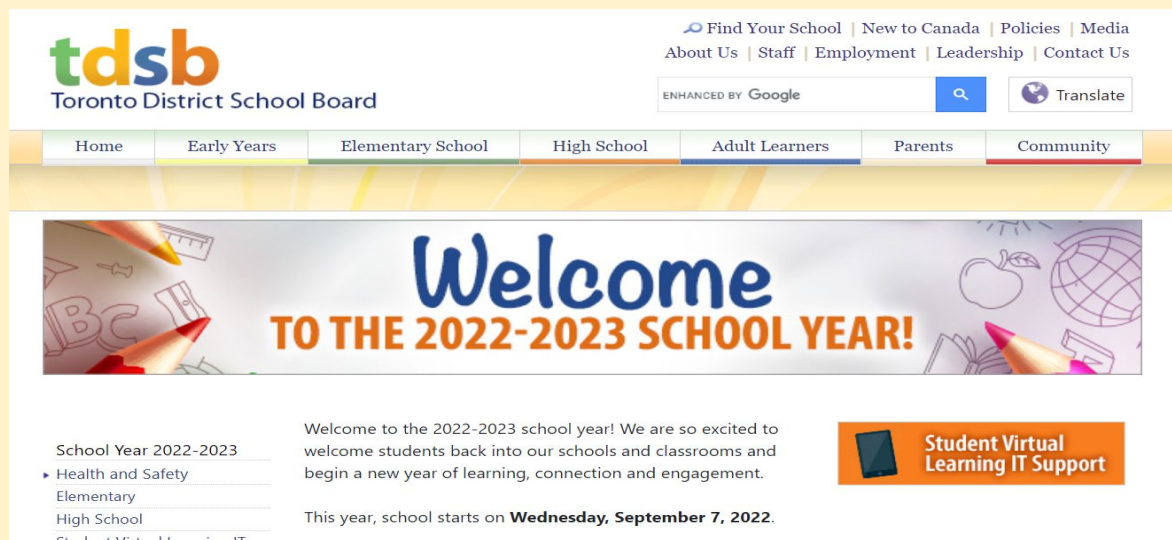 Find Your School | New to Canada | Policies | Media
About Us | Staff | Employment | Leadership | Contact Us
tdsb
Toronto District School Board
ENHANCED BY Google
Translate
Home Early Years Elementary School High School Adult Learners Parents Community
ABC
Welcome
TO THE 2022-2023 SCHOOL YEAR!
School Year 2022-2023
Health and Safety
Elementary
High School
Student Virtual Learning IT
Welcome to the 2022-2023 school year! We are so excited to
welcome students back into our schools and classrooms and
begin a new year of learning, connection and engagement.
This year, school starts on Wednesday, September 7, 2022.
Student Virtual
Learning IT Support